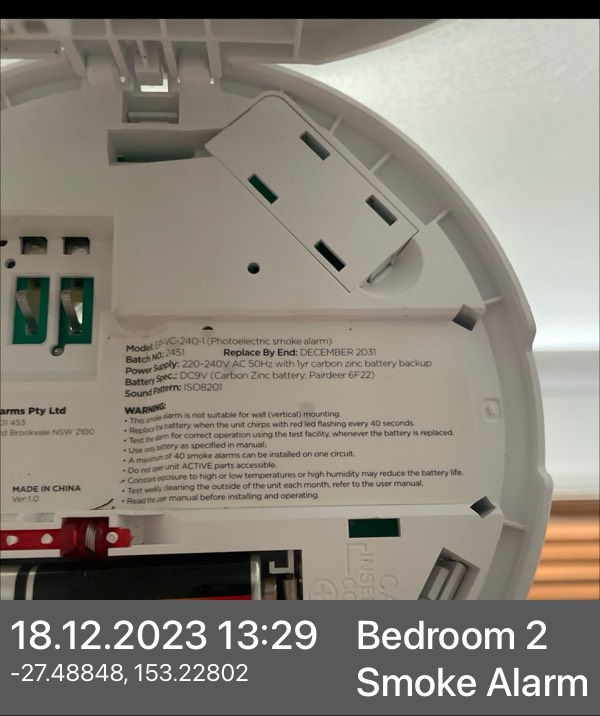 Model: EP-VC-240-1 (Photoelectric smoke alarm)
Batch NO.: 2451 Replace By End: DECEMBER 2031
Power Supply: 220-240V AC 50Hz with 1yr carbon zinc battery backup
Battery Spec.: DC9V (Carbon Zinc battery: Pairdeer 6F22)
Sound Pattern: ISO8201
WARNING:
• This smoke alarm is not suitable for wall (vertical) mounting.
• Replace the battery when the unit chirps with red led flashing every 40 seconds.
• Test the alarm for correct operation using the test facility, whenever the battery is replaced.
• Use only battery as specified in manual;
• A maximum of 40 smoke alarms can be installed on one circuit.
• Do not open unit ACTIVE parts accessible.
• Constant exposure to high or low temperatures or high humidity may reduce the battery life.
• Test weekly, cleaning the outside of the unit each month, refer to the user manual.
• Read the user manual before installing and operating.
arms Pty Ltd
01 453
d Brookvale NSW 2100
MADE IN CHINA
Ver 1.0
18.12.2023 13:29
-27.48848, 153.22802
Bedroom 2
Smoke Alarm